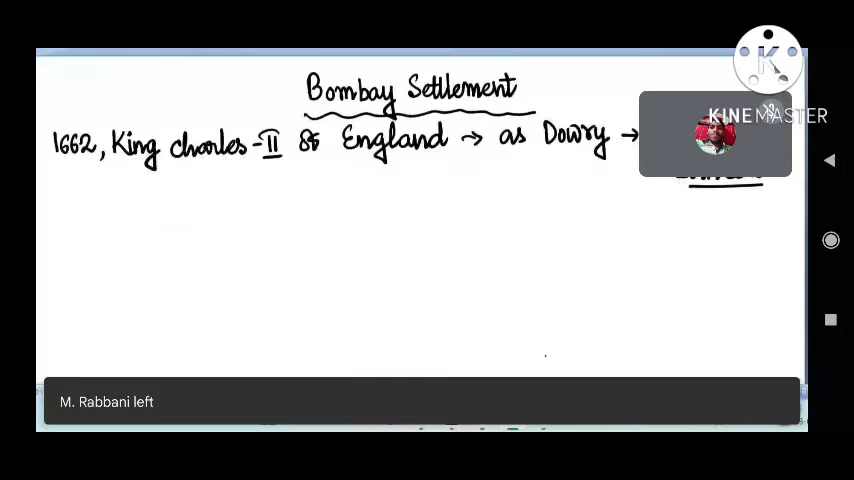 Bombay Settlement
1662, King charles-II of England → as Dowry →
KINEMASTER
M. Rabbani left